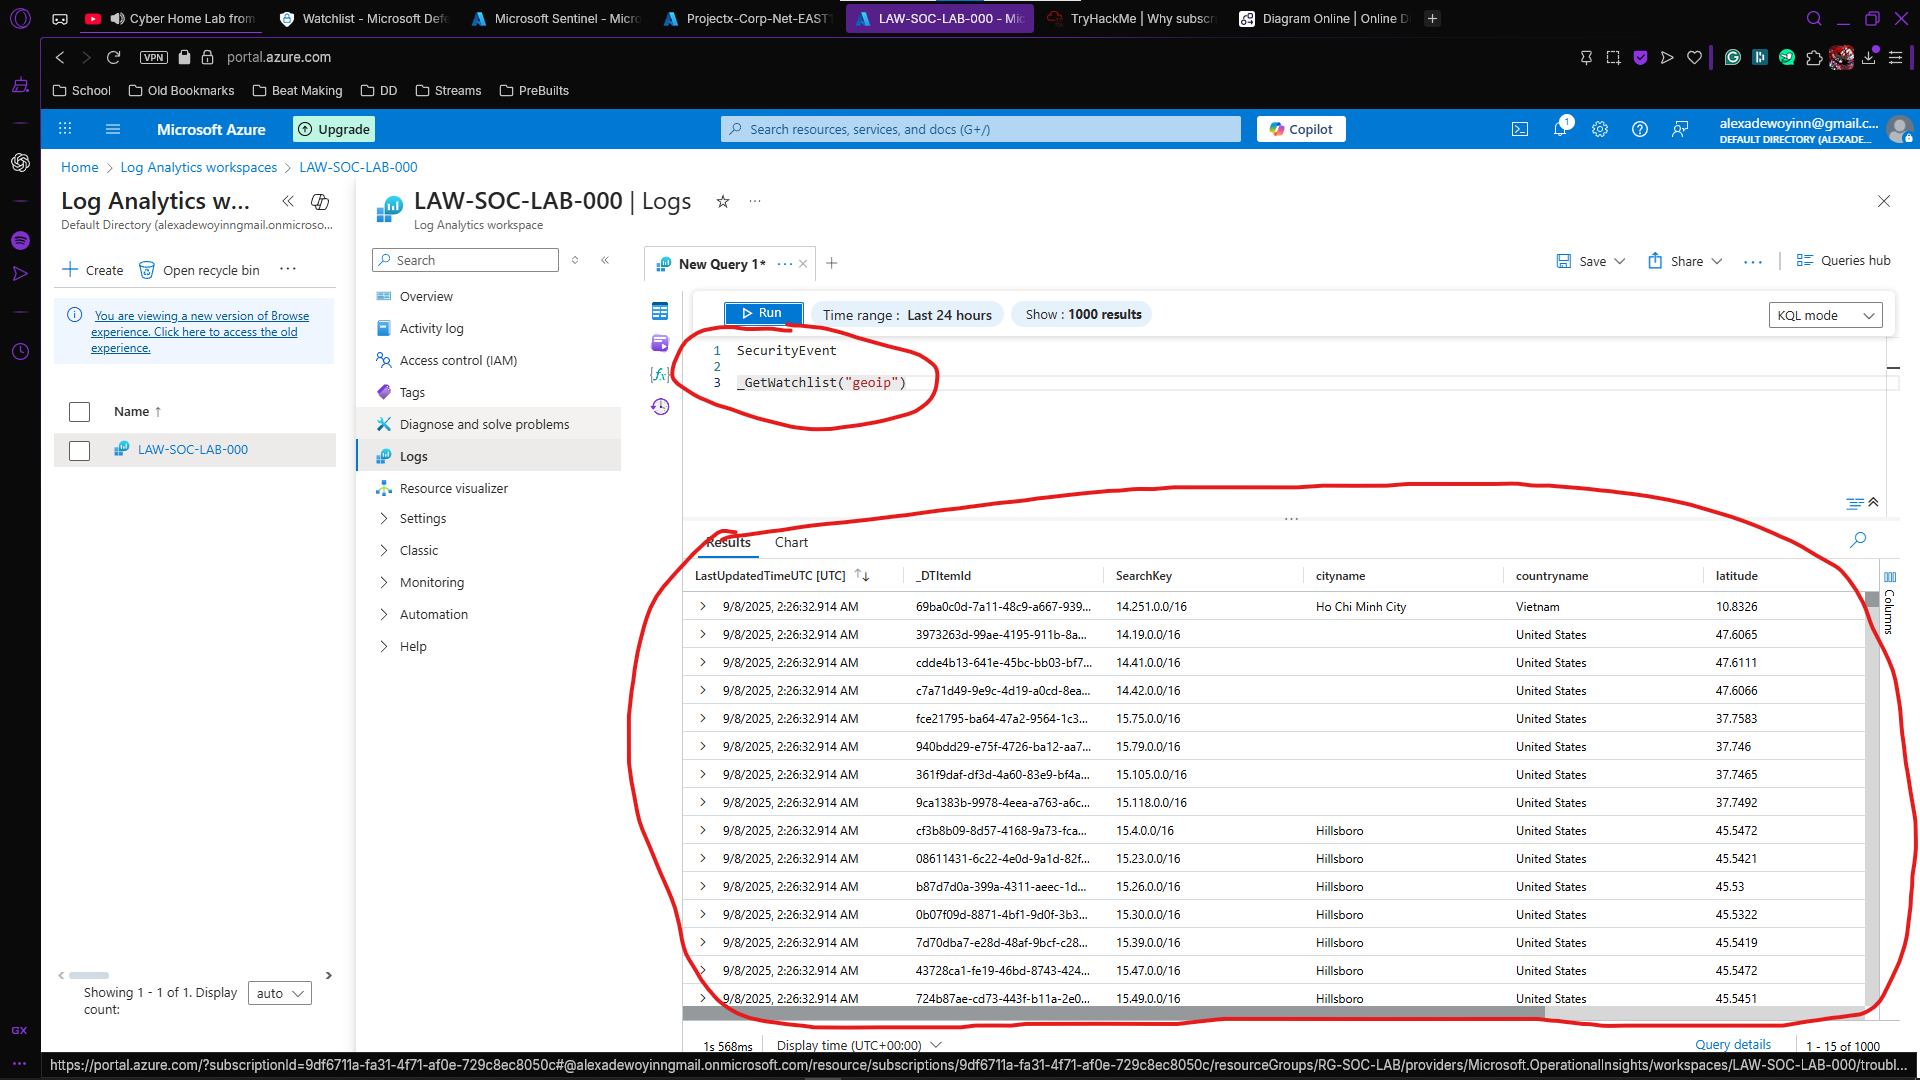 Cyber Home Lab from
Watchlist - Microsoft Defe
Microsoft Sentinel - Micro
Projectx-Corp-Net-EAST1
LAW-SOC-LAB-000 - Mic
TryHackMe | Why subscr
Diagram Online | Online D
VPN
portal.azure.com
School
Old Bookmarks
Beat Making
DD
Streams
PreBuilts
Microsoft Azure
Upgrade
Search resources, services, and docs (G+/)
Copilot
1
alexadewoyinn@gmail.c...
DEFAULT DIRECTORY (ALEXADE...
Home > Log Analytics workspaces > LAW-SOC-LAB-000
Log Analytics w...
Default Directory (alexadewoyinngmail.onmicroso...
Create
Open recycle bin
...
You are viewing a new version of Browse
experience. Click here to access the old
experience.
Name ↑
LAW-SOC-LAB-000
Showing 1 - 1 of 1. Display
count:
auto
LAW-SOC-LAB-000 | Logs
...
Log Analytics workspace
Search
Overview
Activity log
Access control (IAM)
Tags
Diagnose and solve problems
Logs
Resource visualizer
Settings
Classic
Monitoring
Automation
Help
New Query 1*
...
Save
Share
...
Queries hub
Run
Time range : Last 24 hours
Show : 1000 results
KQL mode
1 SecurityEvent
2
3 _GetWatchlist("geoip")
Results
Chart
LastUpdatedTimeUTC [UTC] _DTItemId SearchKey cityname countryname latitude
9/8/2025, 2:26:32.914 AM 69ba0c0d-7a11-48c9-a667-939... 14.251.0.0/16 Ho Chi Minh City Vietnam 10.8326
9/8/2025, 2:26:32.914 AM 3973263d-99ae-4195-911b-8a... 14.19.0.0/16 United States 47.6065
9/8/2025, 2:26:32.914 AM cdde4b13-641e-45bc-bb03-bf7... 14.41.0.0/16 United States 47.6111
9/8/2025, 2:26:32.914 AM c7a71d49-9e9c-4d19-a0cd-8ea... 14.42.0.0/16 United States 47.6066
9/8/2025, 2:26:32.914 AM fce21795-ba64-47a2-9564-1c3... 15.75.0.0/16 United States 37.7583
9/8/2025, 2:26:32.914 AM 940bdd29-e75f-4726-ba12-aa7... 15.79.0.0/16 United States 37.746
9/8/2025, 2:26:32.914 AM 361f9daf-df3d-4a60-83e9-bf4a... 15.105.0.0/16 United States 37.7465
9/8/2025, 2:26:32.914 AM 9ca1383b-9978-4eea-a763-a6c... 15.118.0.0/16 United States 37.7492
9/8/2025, 2:26:32.914 AM cf3b8b09-8d57-4168-9a73-fca... 15.4.0.0/16 Hillsboro United States 45.5472
9/8/2025, 2:26:32.914 AM 08611431-6c22-4e0d-9a1d-82f... 15.23.0.0/16 Hillsboro United States 45.5421
9/8/2025, 2:26:32.914 AM b87d7d0a-399a-4311-aeec-1d... 15.26.0.0/16 Hillsboro United States 45.53
9/8/2025, 2:26:32.914 AM 0b07f09d-8871-4bf1-9d0f-3b3... 15.30.0.0/16 Hillsboro United States 45.5322
9/8/2025, 2:26:32.914 AM 7d70dba7-e28d-48af-9bcf-c28... 15.39.0.0/16 Hillsboro United States 45.5419
9/8/2025, 2:26:32.914 AM 43728ca1-fe19-46bd-8743-424... 15.47.0.0/16 Hillsboro United States 45.5472
9/8/2025, 2:26:32.914 AM 724b87ae-cd73-443f-b11a-2e0... 15.49.0.0/16 Hillsboro United States 45.5451
Columns
1s 568ms
Display time (UTC+00:00)
Query details
1 - 15 of 1000
GX
https://portal.azure.com/?subscriptionId=9df6711a-fa31-4f71-af0e-729c8ec8050c#@alexadewoyinngmail.onmicrosoft.com/resource/subscriptions/9df6711a-fa31-4f71-af0e-729c8ec8050c/resourceGroups/RG-SOC-LAB/providers/Microsoft.OperationalInsights/workspaces/LAW-SOC-LAB-000/troubl...